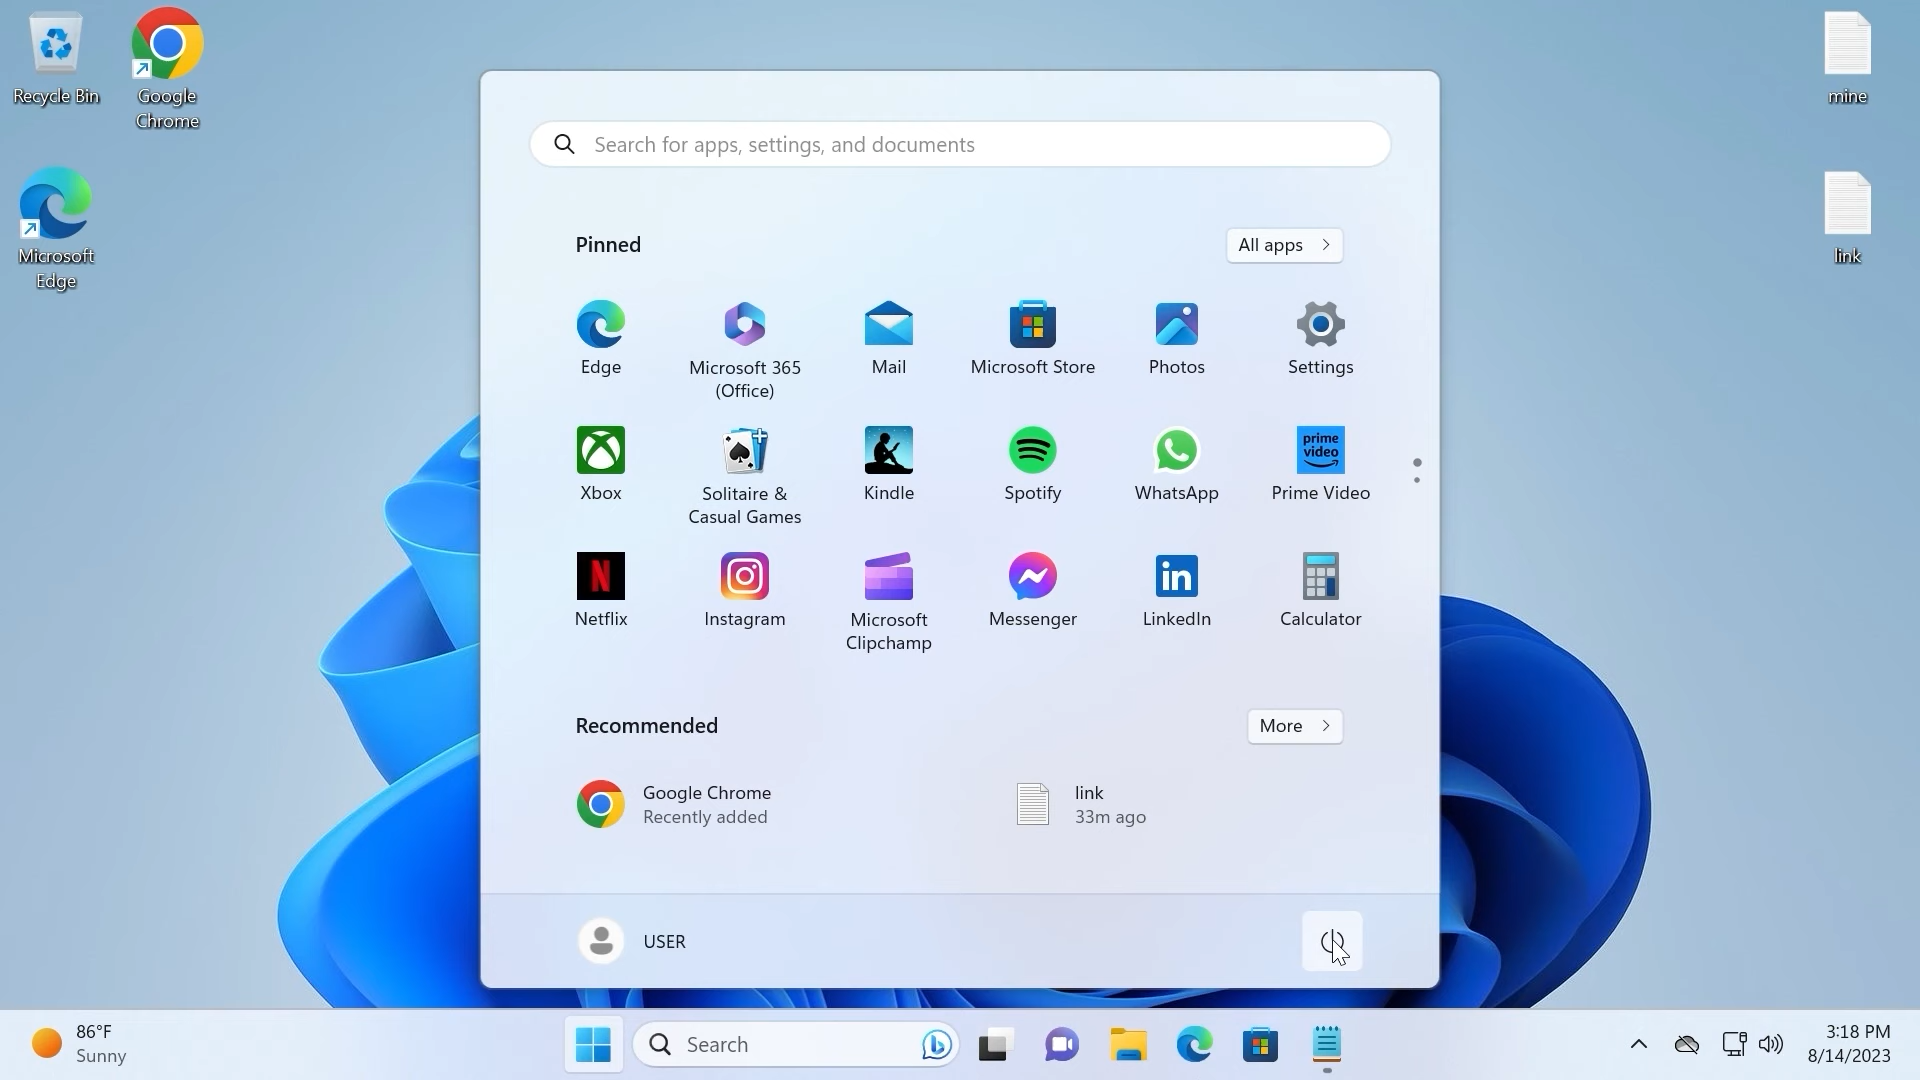 Recycle Bin
Google
Chrome
Microsoft
Edge
mine
link
Search for apps, settings, and documents
Pinned
All apps
Edge
Microsoft 365
(Office)
Mail
Microsoft Store
Photos
Settings
Xbox
Solitaire &
Casual Games
Kindle
Spotify
WhatsApp
prime
video
Prime Video
Netflix
Instagram
Microsoft
Clipchamp
Messenger
in
LinkedIn
Calculator
Recommended
More
Google Chrome
Recently added
link
33m ago
USER
86°F
Sunny
Search
3:18 PM
8/14/2023